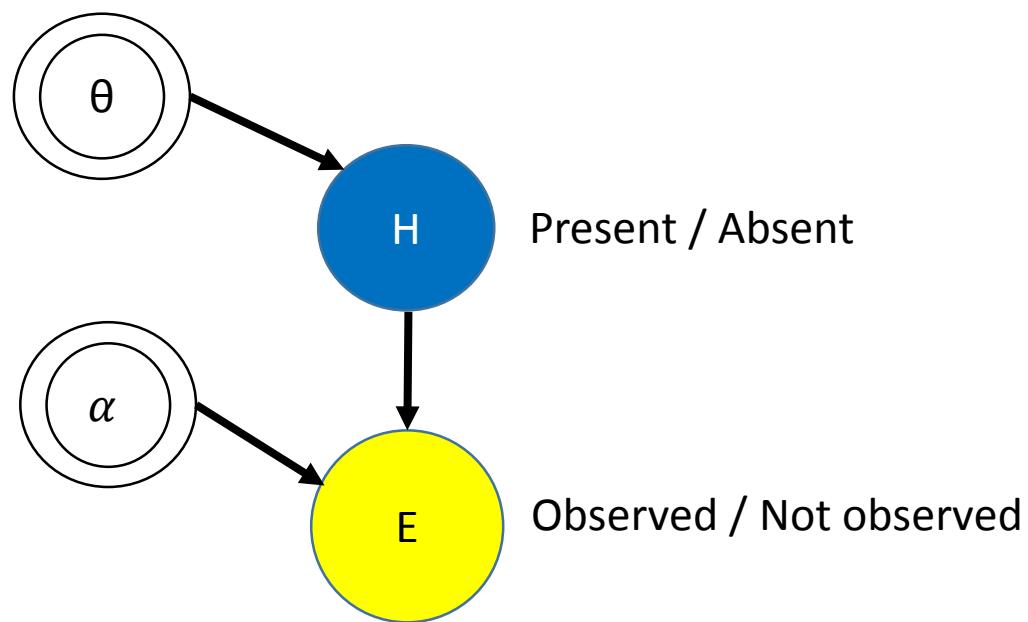 θ
H
Present / Absent
α
E
Observed / Not observed